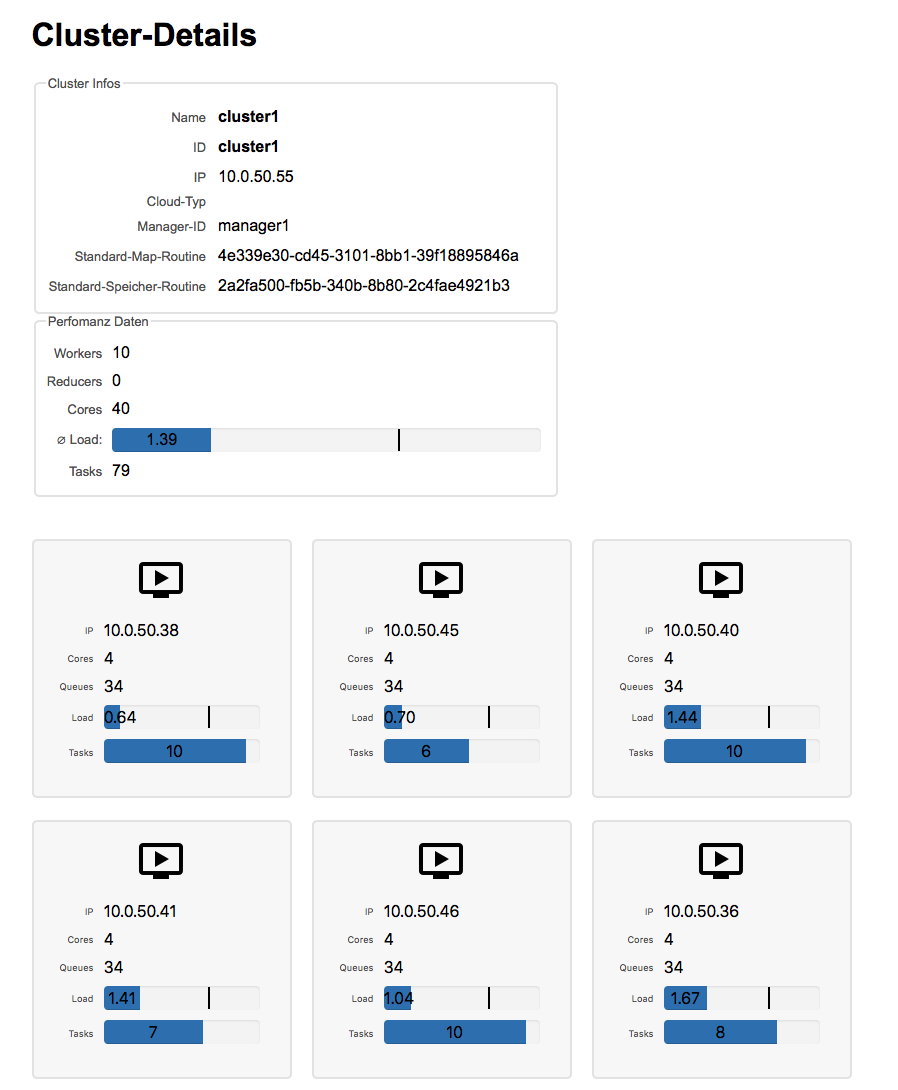 Cluster-Details
Cluster Infos
Name cluster1
ID cluster1
IP 10.0.50.55
Cloud-Typ
Manager-ID manager1
Standard-Map-Routine 4e339e30-cd45-3101-8bb1-39f18895846a
Standard-Speicher-Routine 2a2fa500-fb5b-340b-8b80-2c4fae4921b3
Perfomanz Daten
Workers 10
Reducers 0
Cores 40
⌀ Load: 1.39
Tasks 79
IP 10.0.50.38
Cores 4
Queues 34
Load 0.64
Tasks 10
IP 10.0.50.45
Cores 4
Queues 34
Load 0.70
Tasks 6
IP 10.0.50.40
Cores 4
Queues 34
Load 1.44
Tasks 10
IP 10.0.50.41
Cores 4
Queues 34
Load 1.41
Tasks 7
IP 10.0.50.46
Cores 4
Queues 34
Load 1.04
Tasks 10
IP 10.0.50.36
Cores 4
Queues 34
Load 1.67
Tasks 8